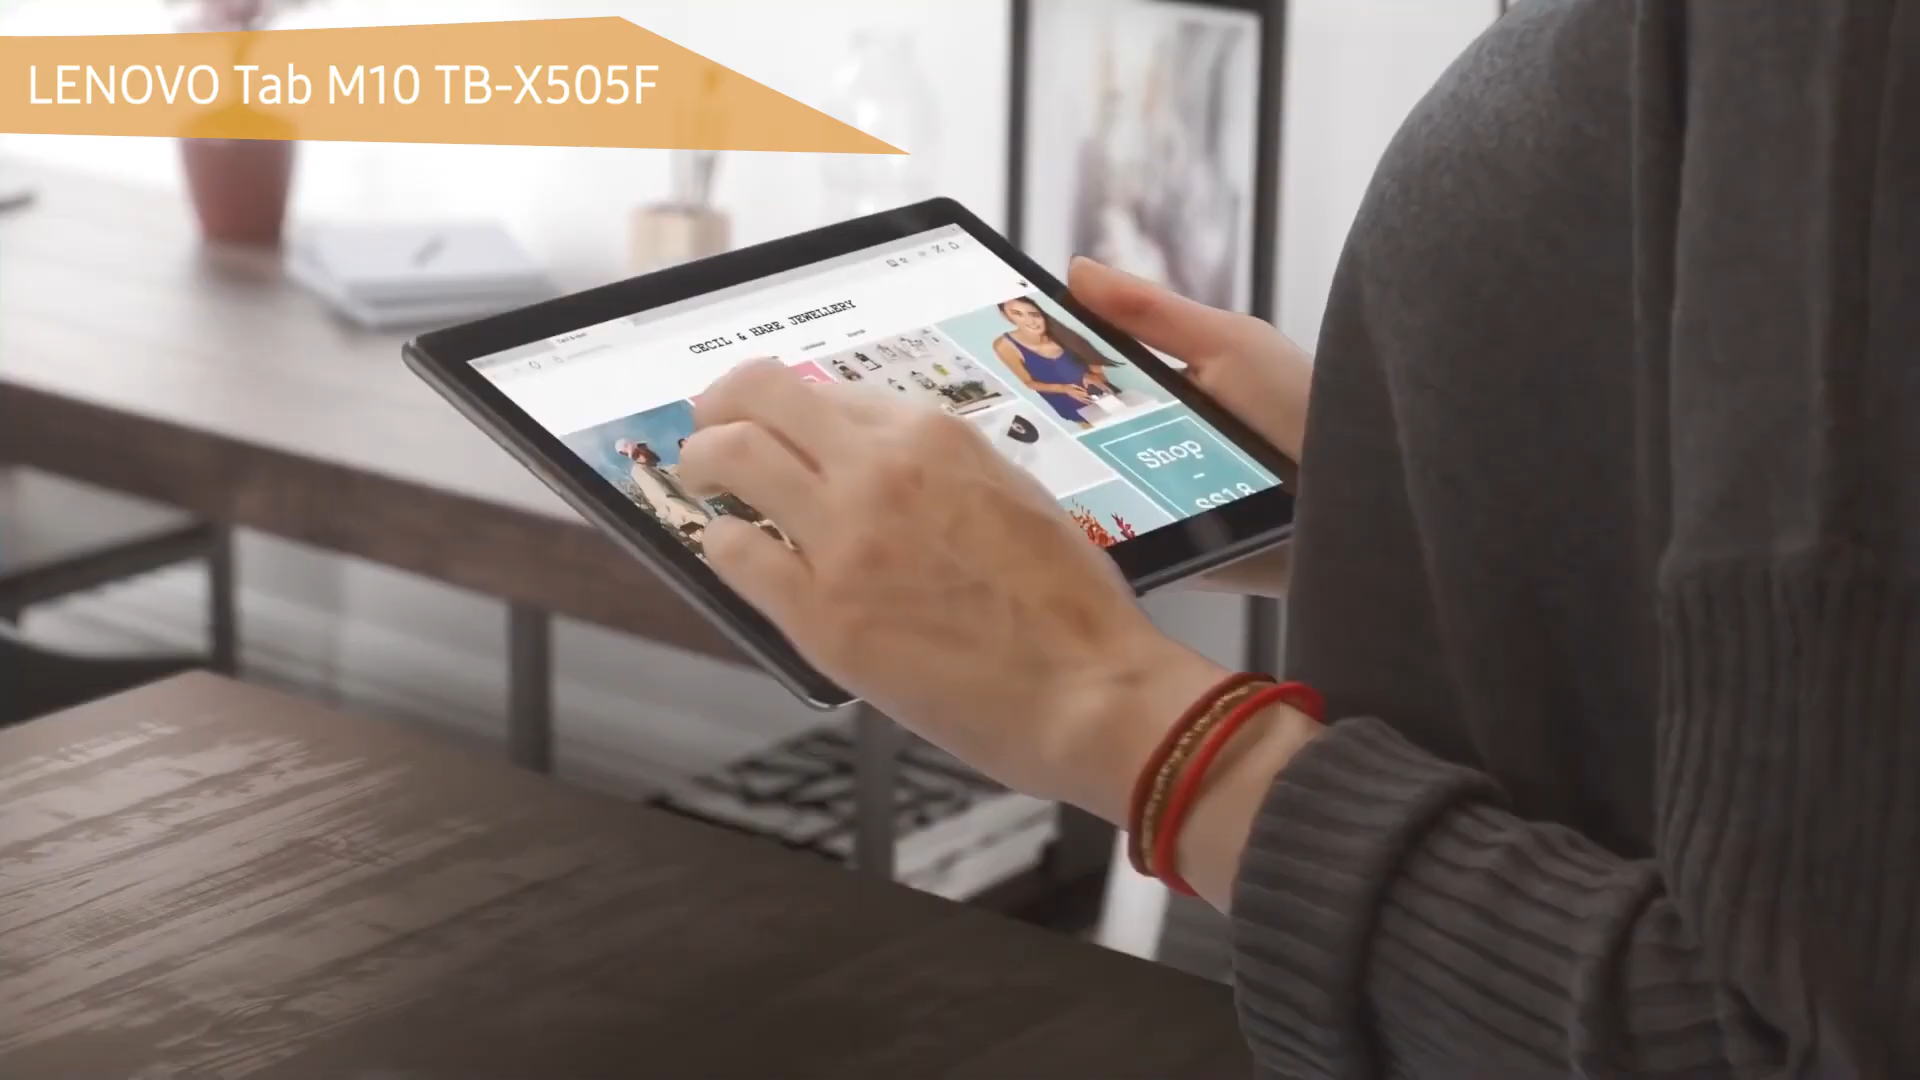 LENOVO Tab M10 TB-X505F
CECIL & HARE JEWELLERY
Shop
-
SS18